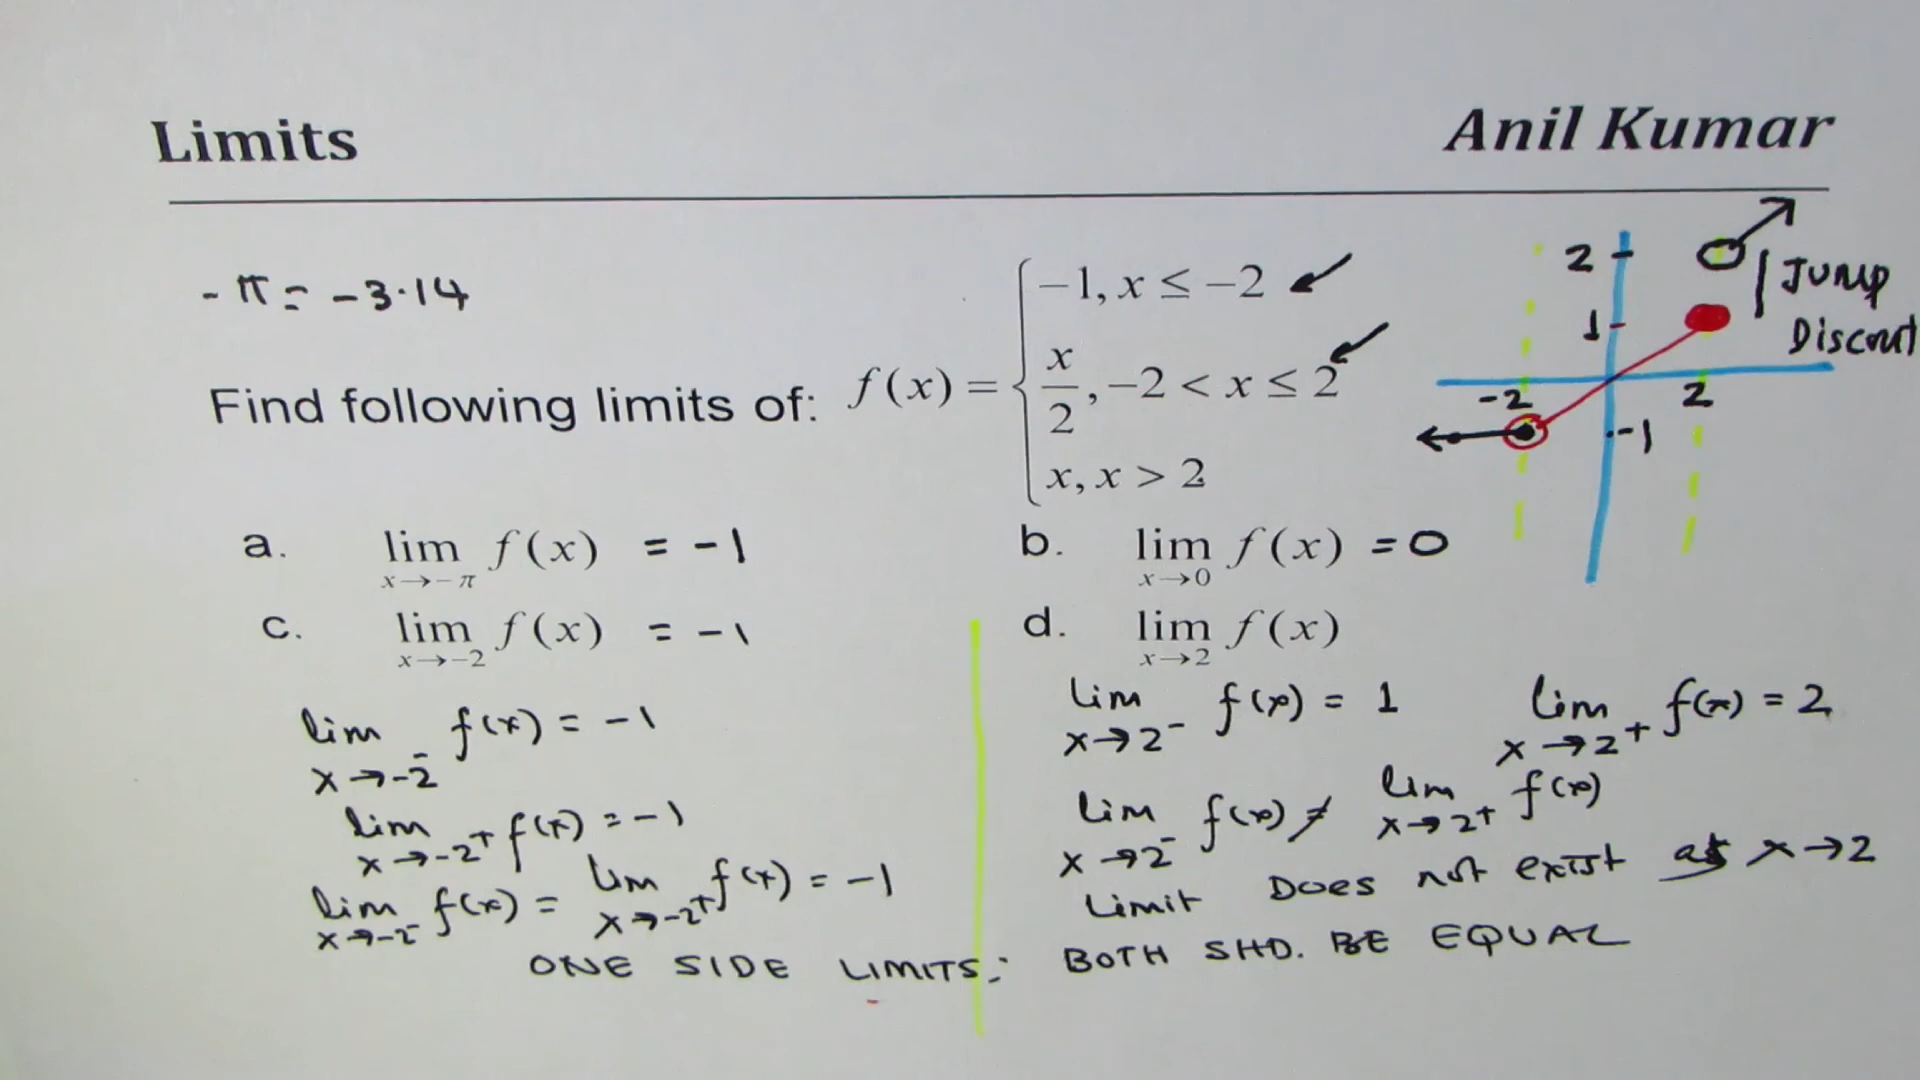 Limits
Anil Kumar
-π = -3.14
Find following limits of: f(x) = { -1, x ≤ -2
x/2, -2 < x ≤ 2
x, x > 2
2
1
-2
2
-1
Jump
Discont
a. lim x→-π f(x) = -1
b. lim x→0 f(x) = 0
c. lim x→-2 f(x) = -1
d. lim x→2 f(x)
lim x→-2⁻ f(x) = -1
lim x→-2⁺ f(x) = -1
lim x→-2⁻ f(x) = lim x→-2⁺ f(x) = -1
lim x→2⁻ f(x) = 1 lim x→2⁺ f(x) = 2
lim x→2⁻ f(x) ≠ lim x→2⁺ f(x)
Limit Does not exist as x→2
ONE SIDE LIMITS: BOTH SHD. BE EQUAL